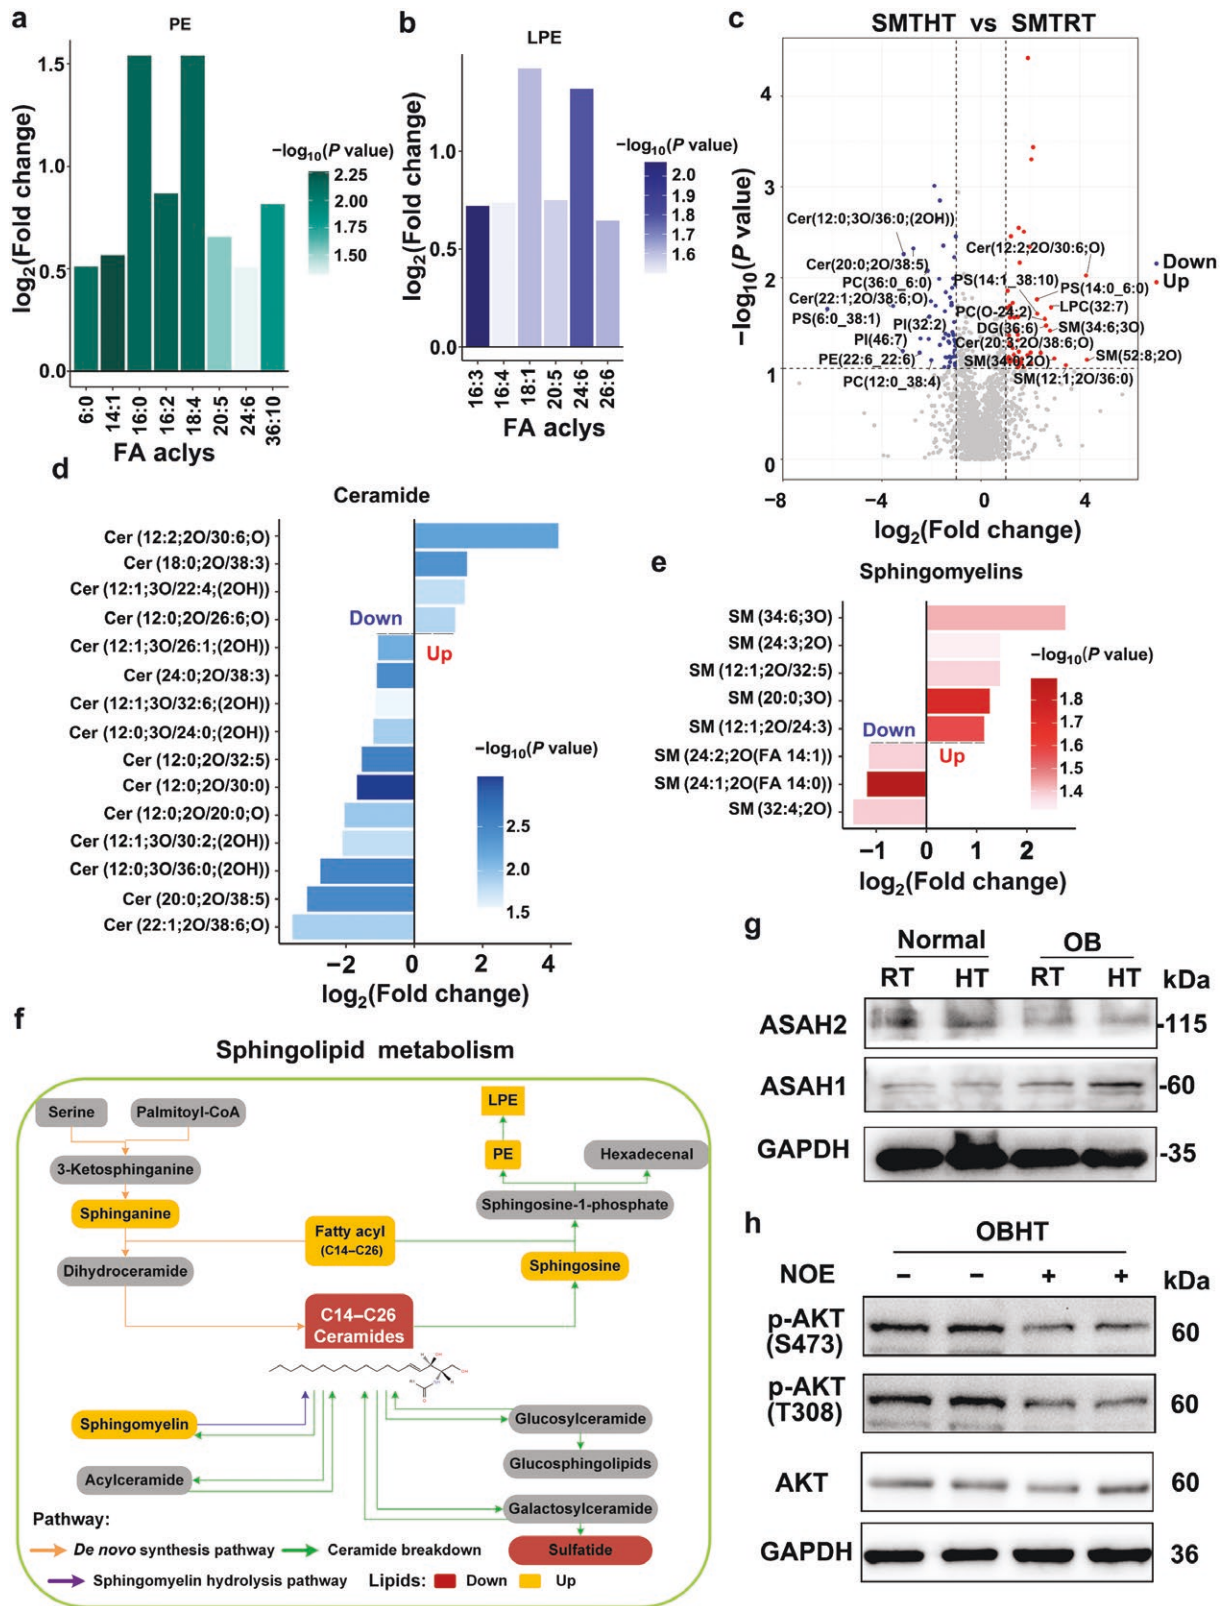 a
PE
log2(Fold change)
1.5
1.0
0.5
0.0
6:0
14:1
16:0
16:2
18:4
20:5
24:6
36:10
FA aclys
−log10(P value)
2.25
2.00
1.75
1.50
b
LPE
log2(Fold change)
1.0
0.5
0.0
16:3
16:4
18:1
20:5
24:6
26:6
FA aclys
−log10(P value)
2.0
1.9
1.8
1.7
1.6
c
SMTHT vs SMTRT
−log10(P value)
4
3
2
1
0
−8
−4
0
4
log2(Fold change)
Cer(12:0;3O/36:0;(2OH))
Cer(12:2;2O/30:6;O)
Cer(20:0;2O/38:5)
PS(14:1_38:10)
PS(14:0_6:0)
PC(36:0_6:0)
Cer(22:1;2O/38:6;O)
PC(O-24:2)
LPC(32:7)
PS(6:0_38:1)
PI(32:2)
DG(36:6)
SM(34:6;3O)
PI(46:7)
Cer(20:3;2O/38:6;O)
PE(22:6_22:6)
SM(34:0;2O)
SM(52:8;2O)
PC(12:0_38:4)
SM(12:1;2O/36:0)
Down
Up
d
Ceramide
Cer (12:2;2O/30:6;O)
Cer (18:0;2O/38:3)
Cer (12:1;3O/22:4;(2OH))
Cer (12:0;2O/26:6;O)
Cer (12:1;3O/26:1;(2OH))
Cer (24:0;2O/38:3)
Cer (12:1;3O/32:6;(2OH))
Cer (12:0;3O/24:0;(2OH))
Cer (12:0;2O/32:5)
Cer (12:0;2O/30:0)
Cer (12:0;2O/20:0;O)
Cer (12:1;3O/30:2;(2OH))
Cer (12:0;3O/36:0;(2OH))
Cer (20:0;2O/38:5)
Cer (22:1;2O/38:6;O)
Down
Up
−log10(P value)
2.5
2.0
1.5
−2
0
2
4
log2(Fold change)
e
Sphingomyelins
SM (34:6;3O)
SM (24:3;2O)
SM (12:1;2O/32:5)
SM (20:0;3O)
SM (12:1;2O/24:3)
SM (24:2;2O(FA 14:1))
SM (24:1;2O(FA 14:0))
SM (32:4;2O)
Down
Up
−log10(P value)
1.8
1.7
1.6
1.5
1.4
−1
0
1
2
log2(Fold change)
f
Sphingolipid metabolism
Serine
Palmitoyl-CoA
3-Ketosphinganine
Sphinganine
Dihydroceramide
Fatty acyl
(C14–C26)
C14–C26
Ceramides
LPE
PE
Hexadecenal
Sphingosine-1-phosphate
Sphingosine
Sphingomyelin
Acylceramide
Glucosylceramide
Glucosphingolipids
Galactosylceramide
Sulfatide
Pathway:
De novo synthesis pathway
Ceramide breakdown
Sphingomyelin hydrolysis pathway
Lipids:
Down
Up
g
Normal
OB
RT
HT
RT
HT
kDa
ASAH2
-115
ASAH1
-60
GAPDH
-35
h
OBHT
NOE
−
−
+
+
kDa
p-AKT
(S473)
60
p-AKT
(T308)
60
AKT
60
GAPDH
36